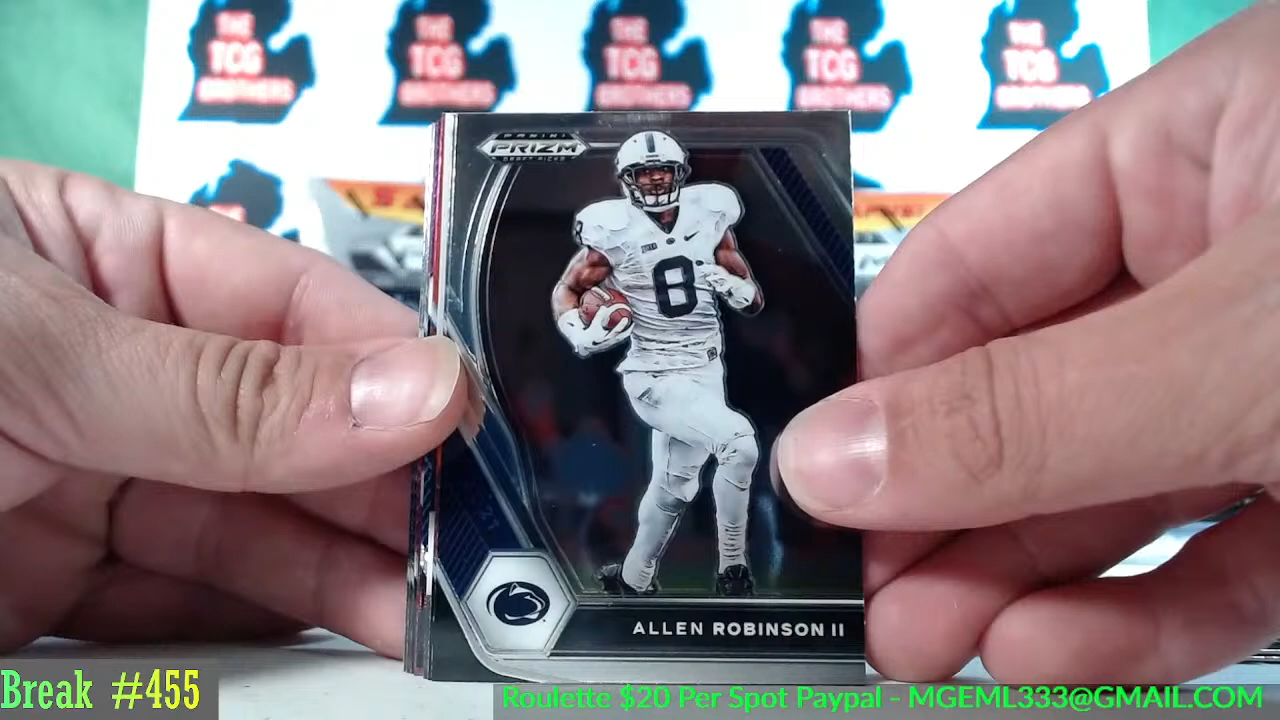 THE
TCG
BROTHERS
THE
TCG
BROTHERS
THE
TCG
BROTHERS
THE
TCG
BROTHERS
THE
TCG
BROTHERS
PANINI
PRIZM
DRAFT PICKS
8
8
ALLEN ROBINSON II
Break #455
Roulette $20 Per Spot Paypal - MGEML333@GMAIL.COM